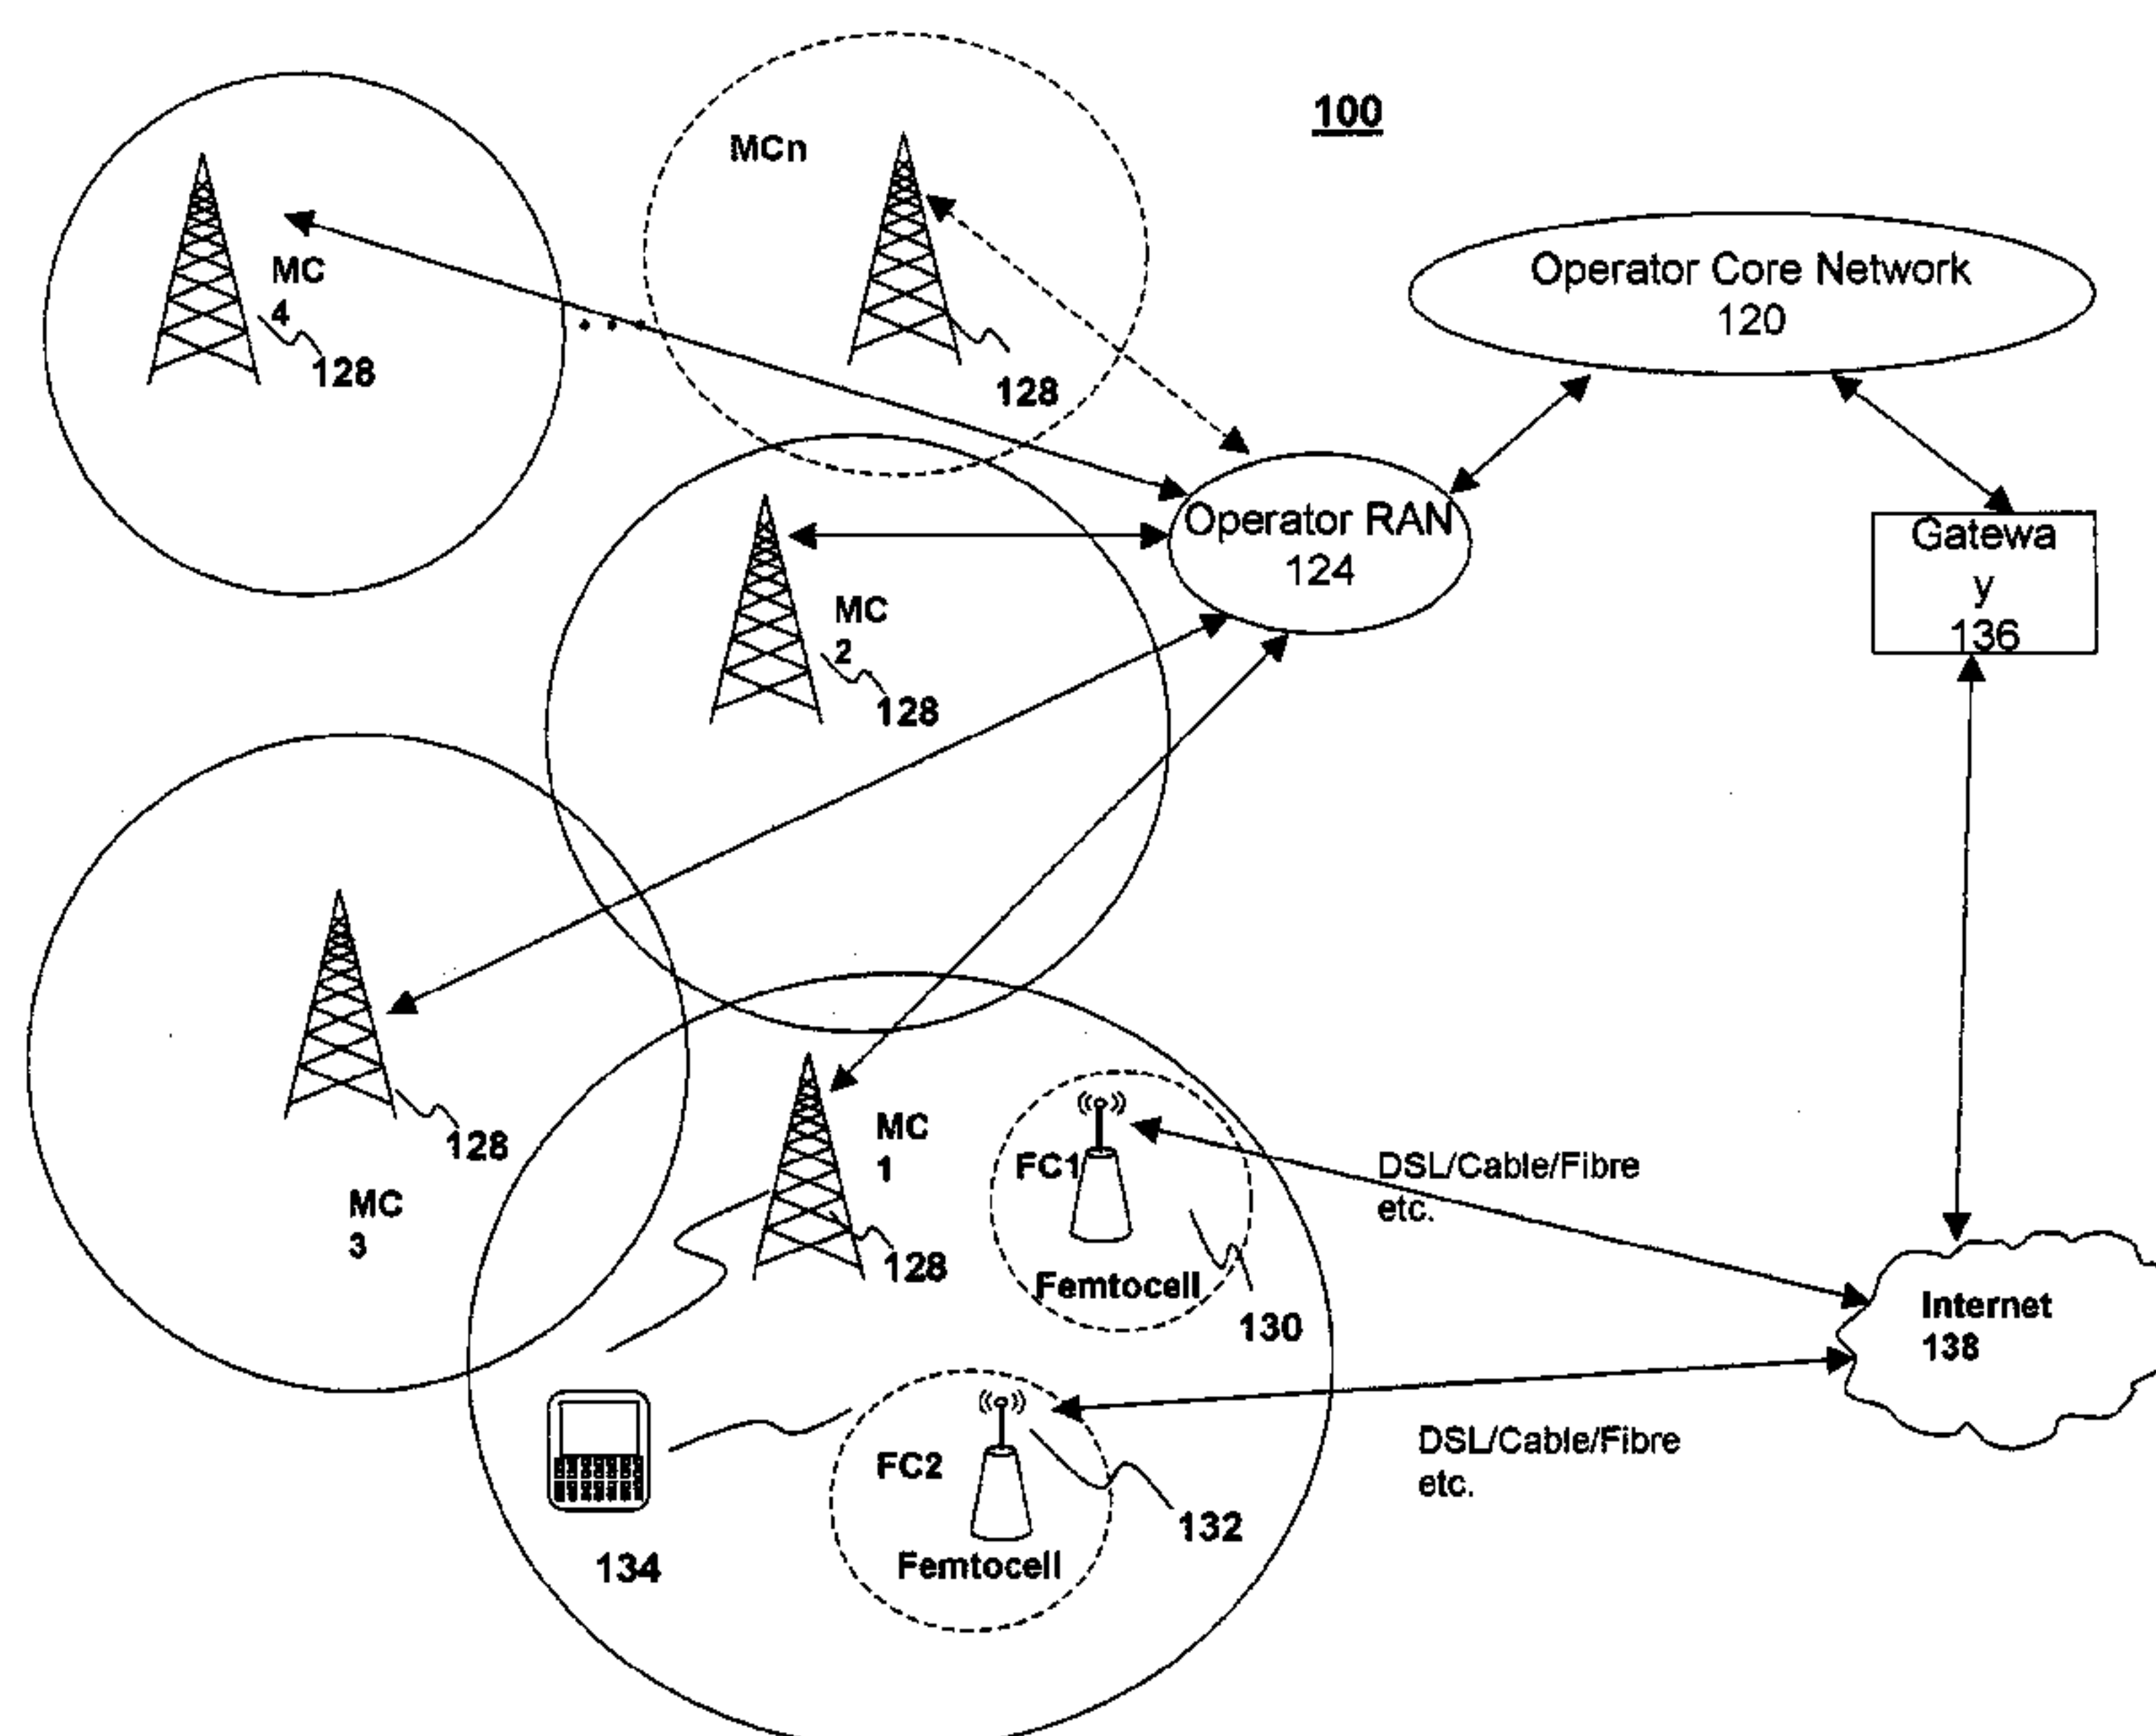 100
MCn
128
MC
4
128
Operator Core Network
120
Operator RAN
124
Gatewa
y
136
MC
2
128
128
MC
3
MC
1
128
FC1
Femtocell
130
DSL/Cable/Fibre
etc.
Internet
138
134
FC2
Femtocell
132
DSL/Cable/Fibre
etc.